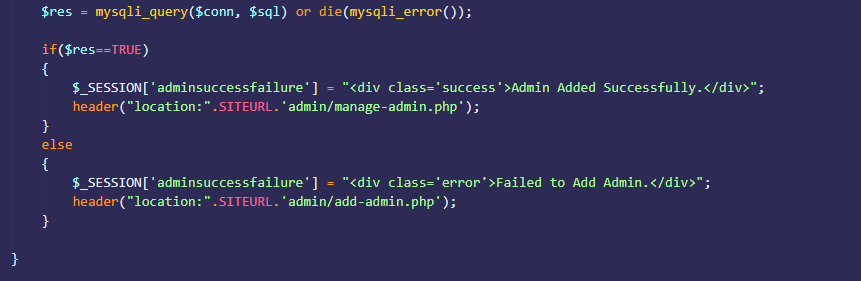 $res = mysqli_query($conn, $sql) or die(mysqli_error());
if($res==TRUE)
{
$_SESSION['adminsuccessfailure'] = "<div class='success'>Admin Added Successfully.</div>";
header("location:".SITEURL.'admin/manage-admin.php');
}
else
{
$_SESSION['adminsuccessfailure'] = "<div class='error'>Failed to Add Admin.</div>";
header("location:".SITEURL.'admin/add-admin.php');
}
}